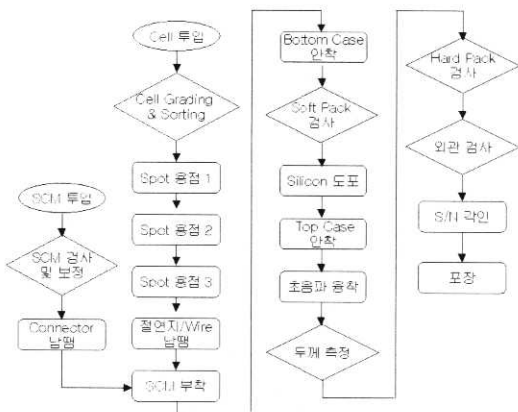 Cell 투입
Cell Grading
& Sorting
Spot 용접 1
Spot 용접 2
Spot 용접 3
절연지/Wire
납땜
SCM 투입
SCM 검사
및 보정
Connector
납땜
SCM 부착
Bottom Case
안착
Soft Pack
검사
Silicon 도포
Top Case
안착
초음파 융착
두께 측정
Hard Pack
검사
외관 검사
S/N 각인
포장